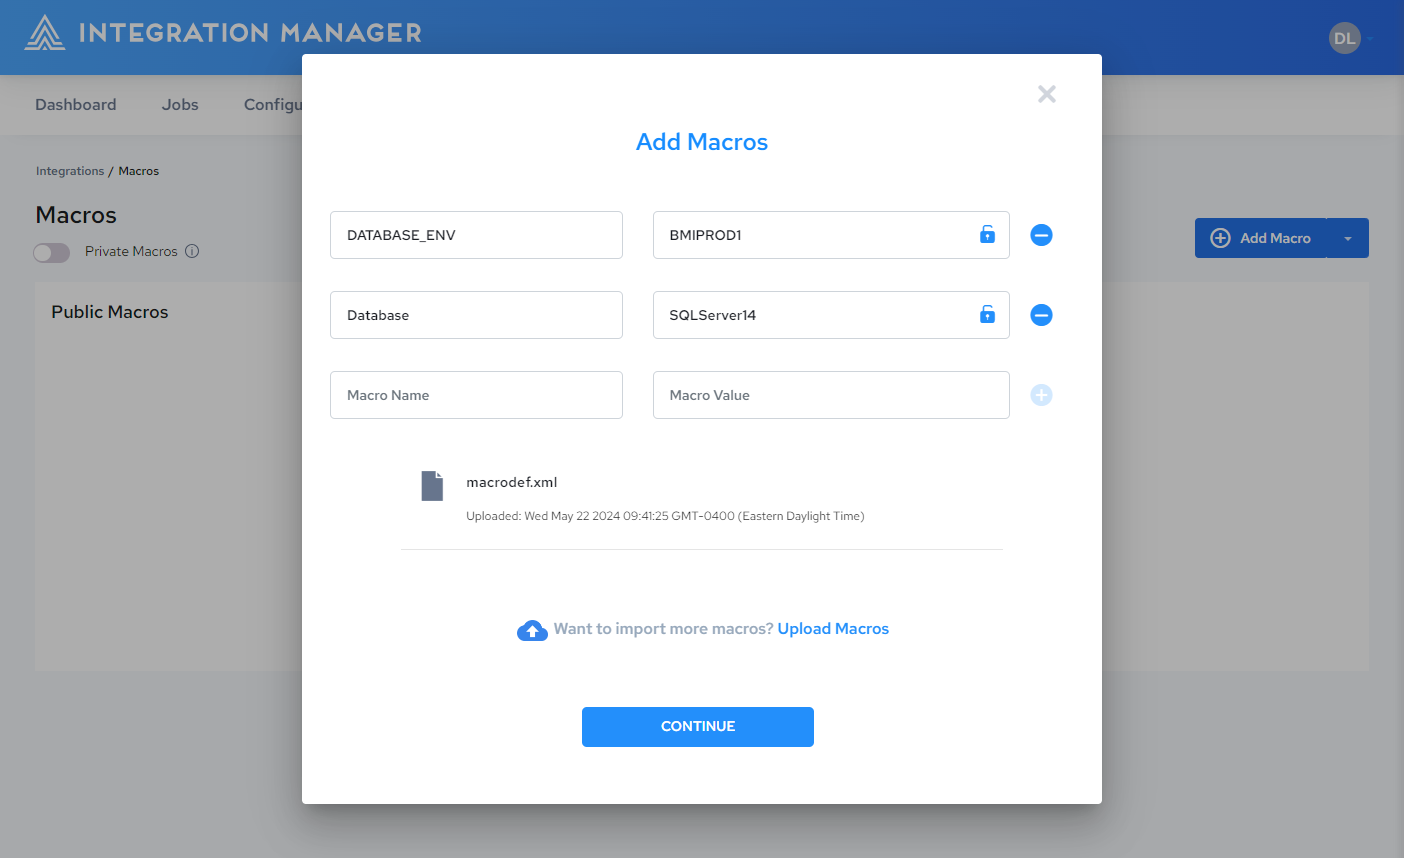 INTEGRATION MANAGER
DL
Dashboard
Jobs
Configu
Add Macros
Integrations / Macros
Macros
Private Macros
Add Macro
Public Macros
DATABASE_ENV
BMIPROD1
Database
SQLServer14
Macro Name
Macro Value
macrodef.xml
Uploaded: Wed May 22 2024 09:41:25 GMT-0400 (Eastern Daylight Time)
Want to import more macros? Upload Macros
CONTINUE